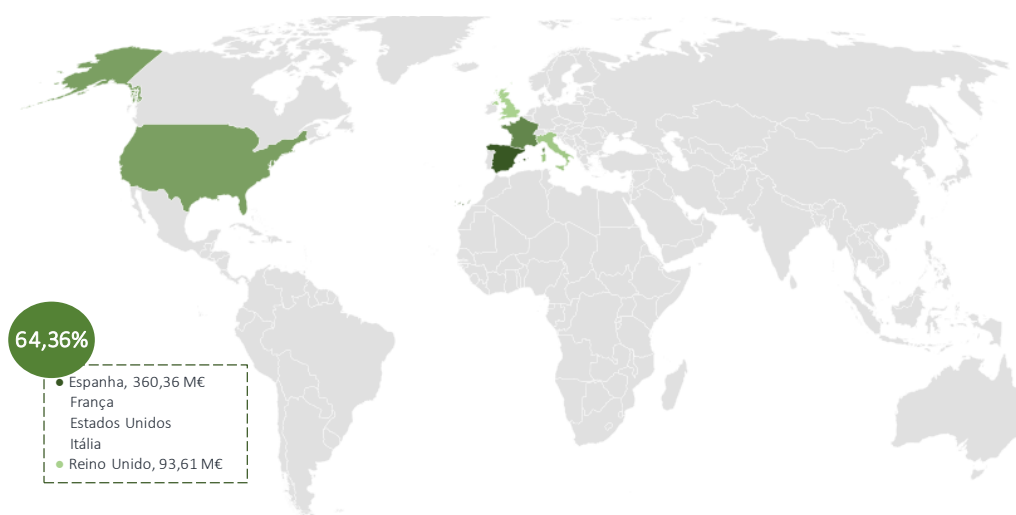 64,36%
Espanha, 360,36 M€
França
Estados Unidos
Itália
Reino Unido, 93,61 M€